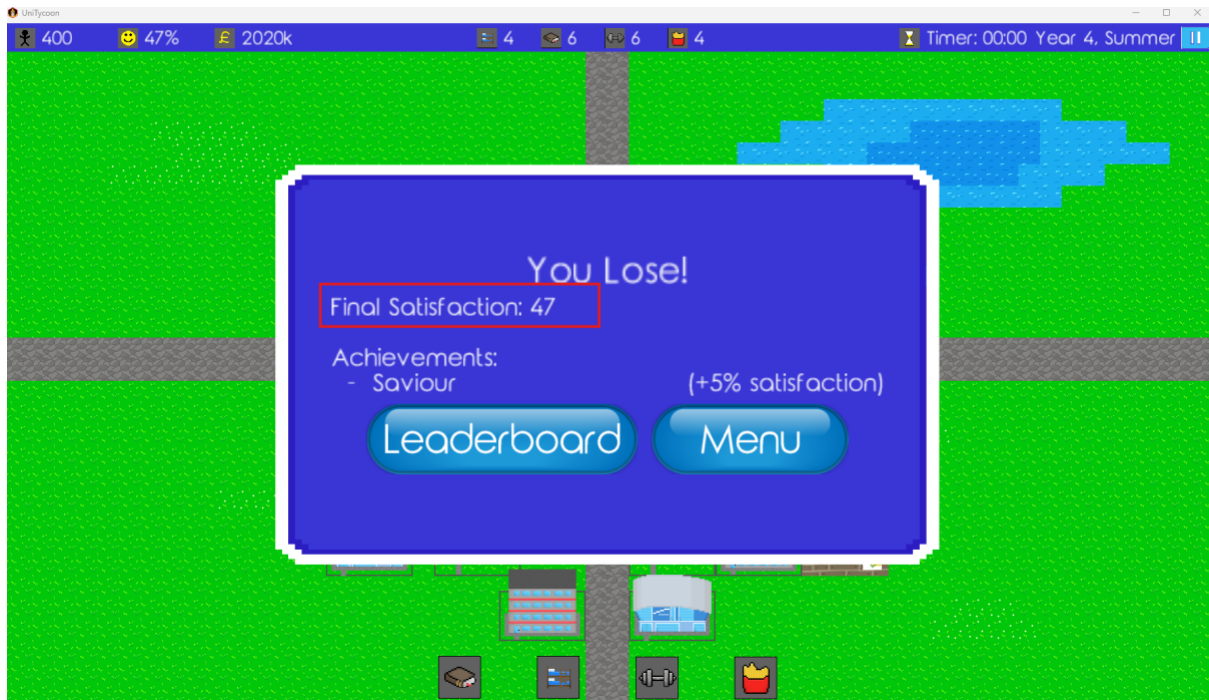 UniTycoon
400 47% £ 2020k 4 6 6 4 Timer: 00:00 Year 4, Summer
You Lose!
Final Satisfaction: 47
Achievements:
- Saviour (+5% satisfaction)
Leaderboard Menu